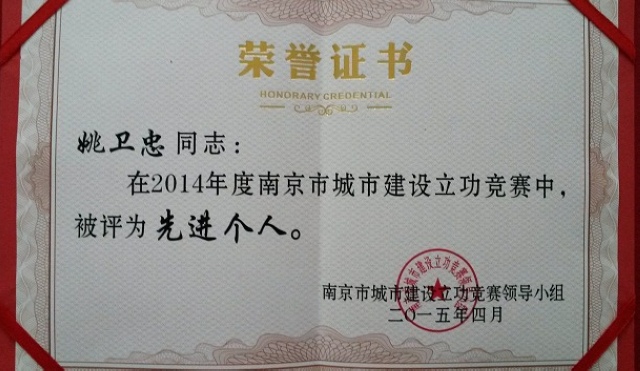 荣誉证书
HONORARY CREDENTIAL
姚卫忠同志：
在2014年度南京市城市建设立功竞赛中，
被评为先进个人。
南京市城市建设立功竞赛领导小组
二〇一五年四月